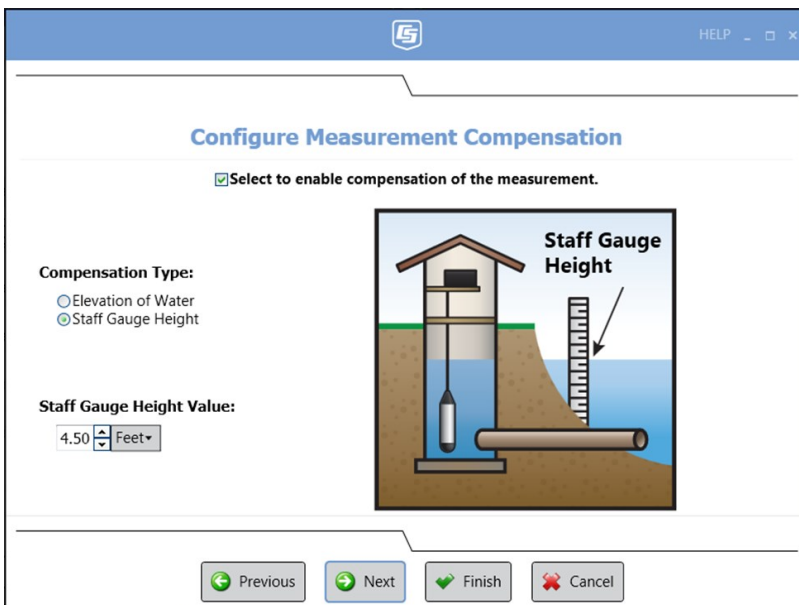 HELP
Configure Measurement Compensation
Select to enable compensation of the measurement.
Compensation Type:
Elevation of Water
Staff Gauge Height
Staff Gauge Height Value:
4.50 Feet
Staff Gauge
Height
Previous Next Finish Cancel